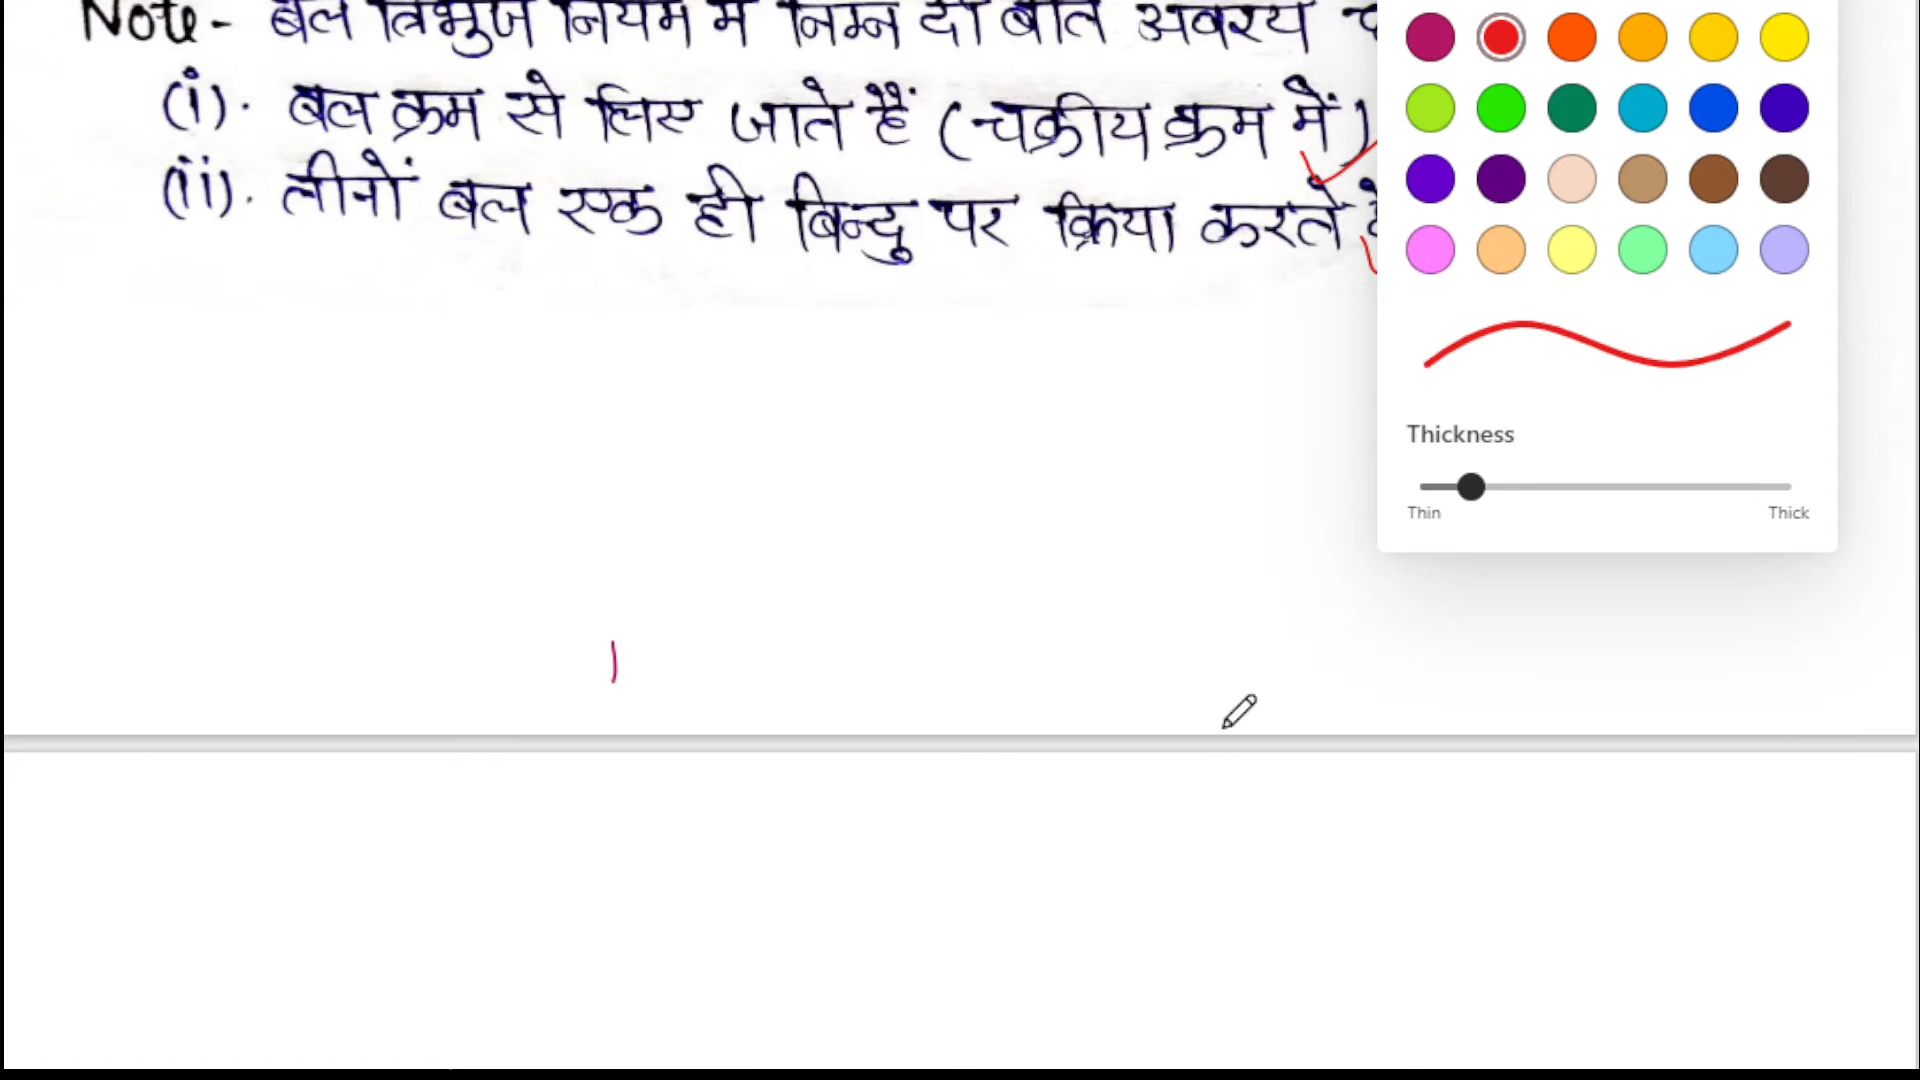 Note - बल त्रिभुज नियम में निम्न दो बातें अवश्य
(i). बल क्रम से लिए जाते हैं (चक्रीय क्रम में)
(ii). तीनों बल एक ही बिन्दु पर क्रिया करते
Thickness
Thin Thick